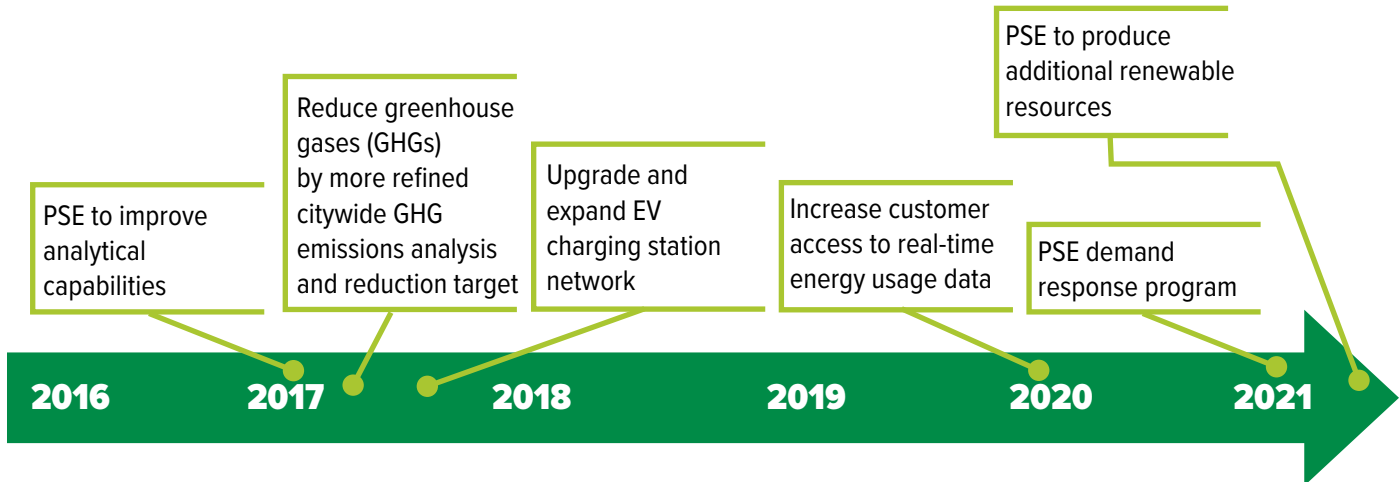 PSE to improve
analytical
capabilities
Reduce greenhouse
gases (GHGs)
by more refined
citywide GHG
emissions analysis
and reduction target
Upgrade and
expand EV
charging station
network
Increase customer
access to real-time
energy usage data
PSE demand
response program
PSE to produce
additional renewable
resources
2016 2017 2018 2019 2020 2021